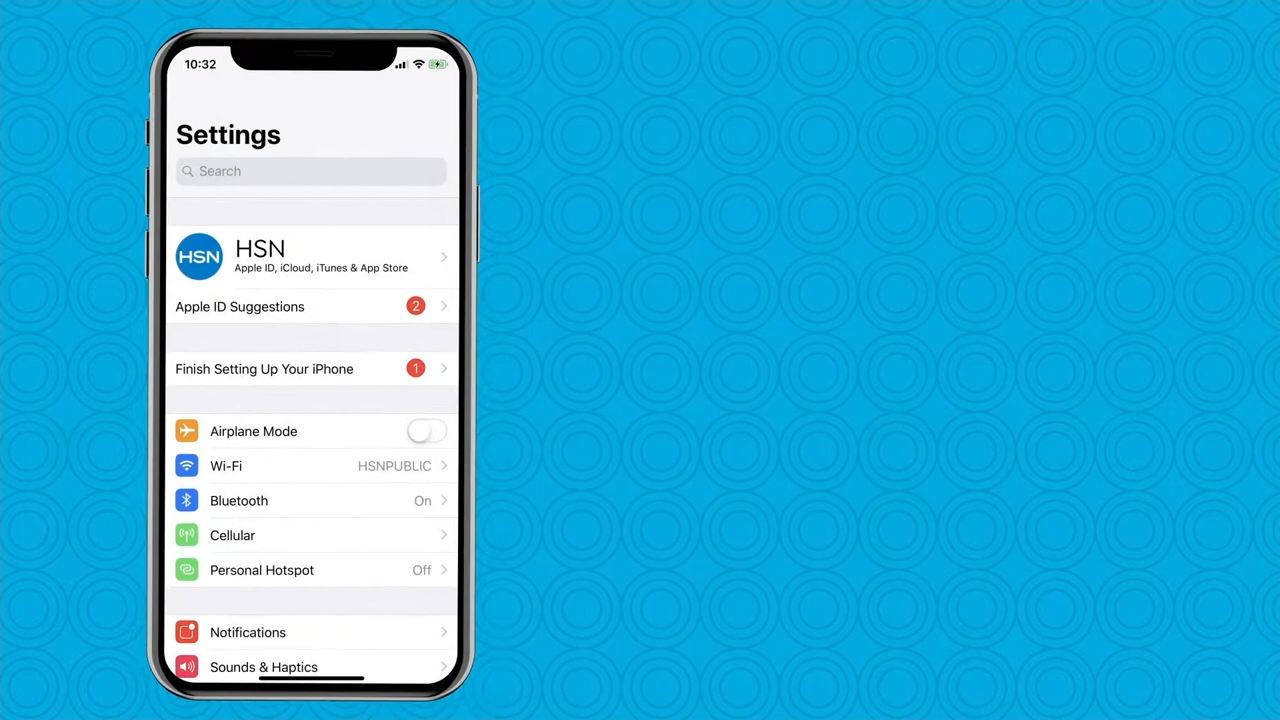 10:32
Settings
Search
HSN
HSN
Apple ID, iCloud, iTunes & App Store
Apple ID Suggestions 2
Finish Setting Up Your iPhone 1
Airplane Mode
Wi-Fi HSNPUBLIC
Bluetooth On
Cellular
Personal Hotspot Off
Notifications
Sounds & Haptics